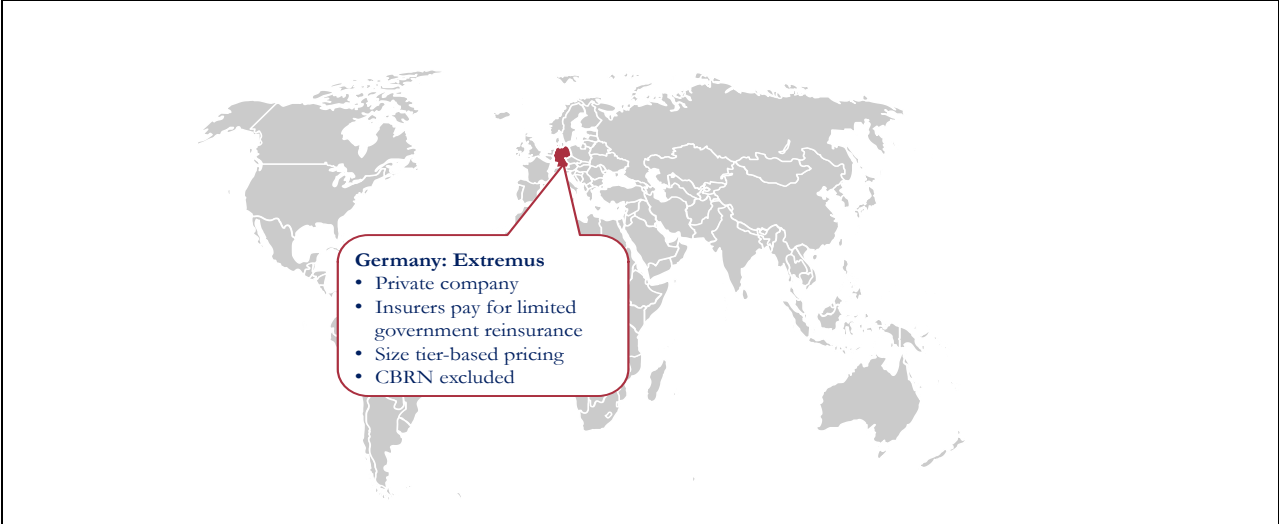 Germany: Extremus
• Private company
• Insurers pay for limited
government reinsurance
• Size tier-based pricing
• CBRN excluded